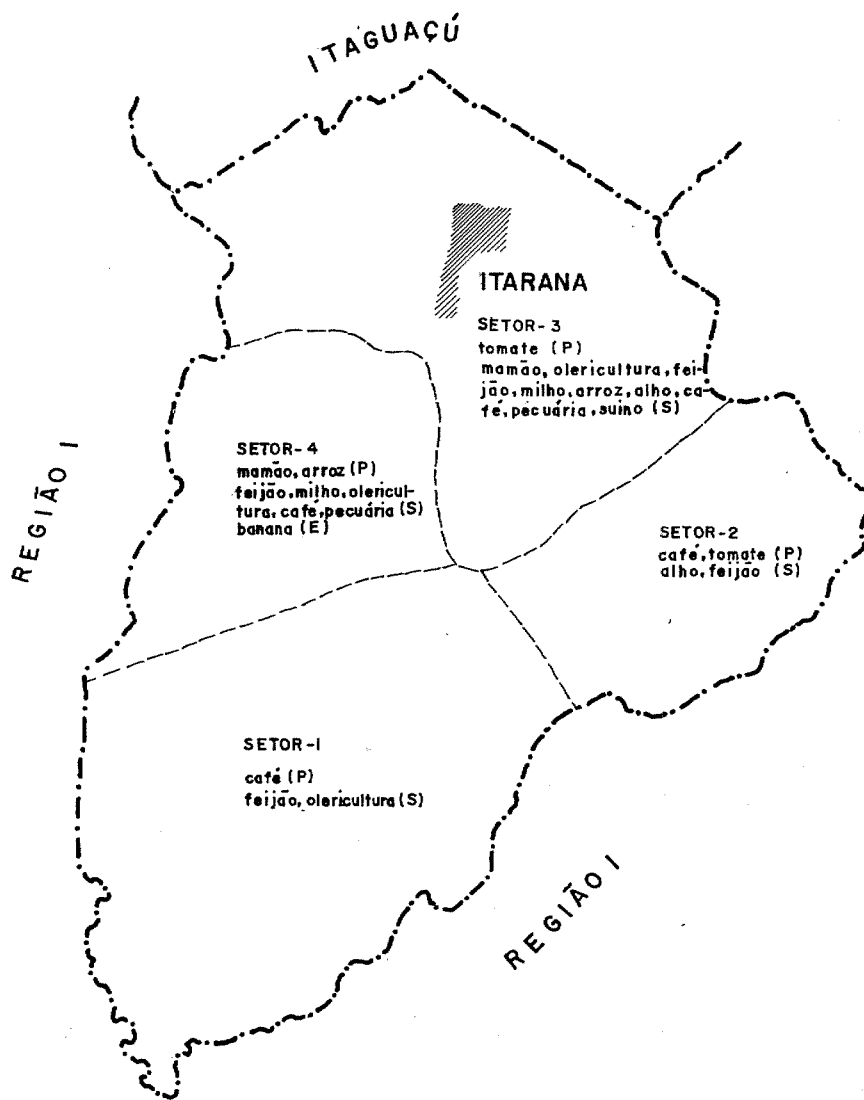 ITAGUAÇÚ
ITARANA
SETOR-3
tomate (P)
mamão, olericultura, fei-
jão, milho, arroz, alho, ca-
fé, pecuária, suino (S)
REGIÃO I
SETOR-4
mamão, arroz (P)
feijão, milho, olericul-
tura, café, pecuária (S)
banana (E)
SETOR-2
café, tomate (P)
alho, feijão (S)
SETOR-I
café (P)
feijão, olericultura (S)
REGIÃO I